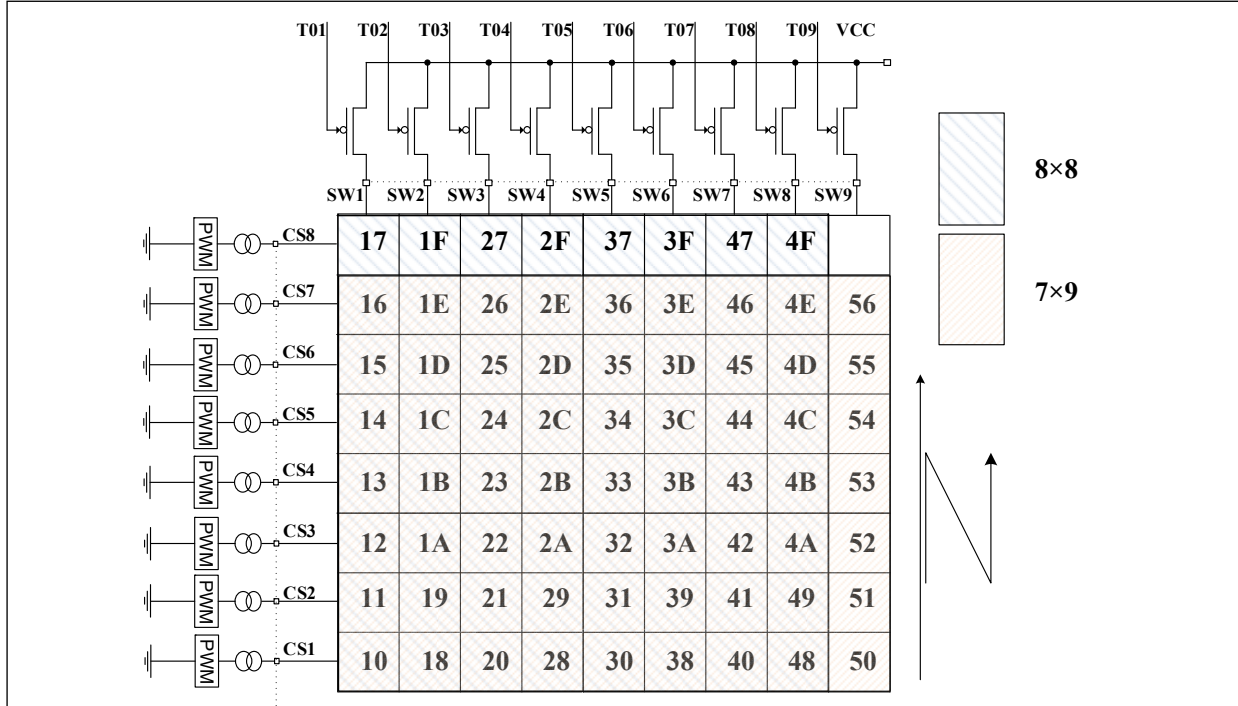 T01 T02 T03 T04 T05 T06 T07 T08 T09 VCC
SW1 SW2 SW3 SW4 SW5 SW6 SW7 SW8 SW9
PWM CS8 17 1F 27 2F 37 3F 47 4F
PWM CS7 16 1E 26 2E 36 3E 46 4E 56
PWM CS6 15 1D 25 2D 35 3D 45 4D 55
PWM CS5 14 1C 24 2C 34 3C 44 4C 54
PWM CS4 13 1B 23 2B 33 3B 43 4B 53
PWM CS3 12 1A 22 2A 32 3A 42 4A 52
PWM CS2 11 19 21 29 31 39 41 49 51
PWM CS1 10 18 20 28 30 38 40 48 50
8×8
7×9